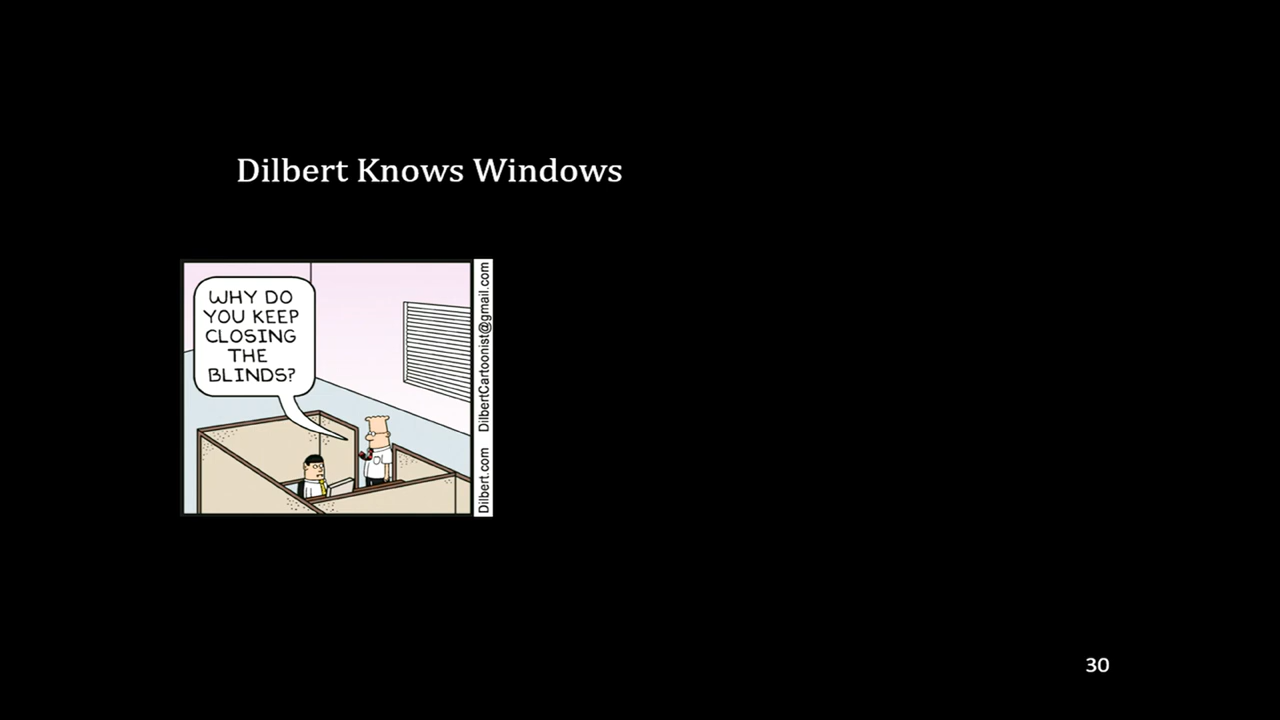 Dilbert Knows Windows
WHY DO
YOU KEEP
CLOSING
THE
BLINDS?
Dilbert.com DilbertCartoonist@gmail.com
30